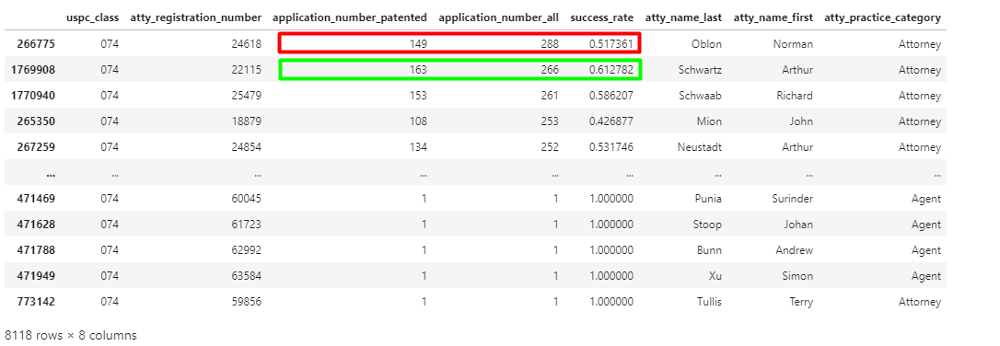 uspc_class atty_registration_number application_number_patented application_number_all success_rate atty_name_last atty_name_first atty_practice_category
266775 074 24618 149 288 0.517361 Oblon Norman Attorney
1769908 074 22115 163 266 0.612782 Schwartz Arthur Attorney
1770940 074 25479 153 261 0.586207 Schwaab Richard Attorney
265350 074 18879 108 253 0.426877 Mion John Attorney
267259 074 24854 134 252 0.531746 Neustadt Arthur Attorney
... ... ... ... ... ... ... ... ...
471469 074 60045 1 1 1.000000 Punia Surinder Agent
471628 074 61723 1 1 1.000000 Stoop Johan Agent
471788 074 62992 1 1 1.000000 Bunn Andrew Agent
471949 074 63584 1 1 1.000000 Xu Simon Agent
773142 074 59856 1 1 1.000000 Tullis Terry Attorney
8118 rows × 8 columns